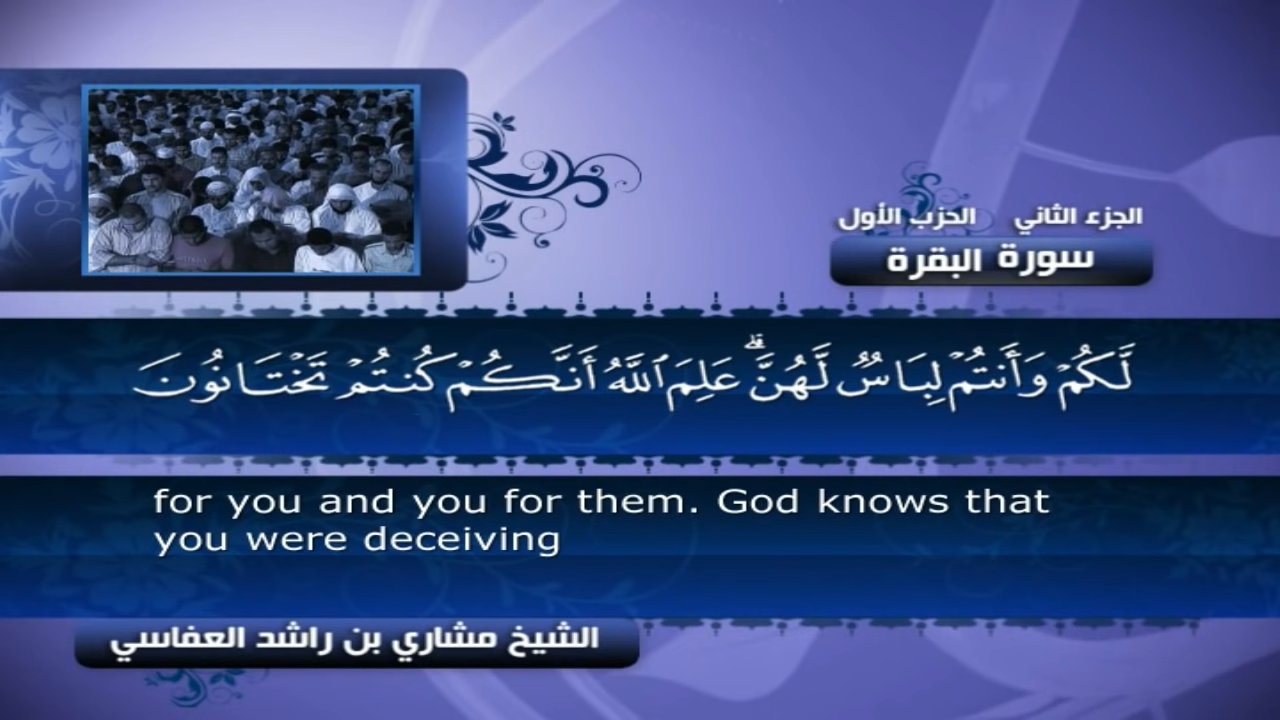 الجزء الثاني الحزب الأول
سورة البقرة
لَّكُمْ وَأَنتُمْ لِبَاسٌ لَّهُنَّ ۗ عَلِمَ ٱللَّهُ أَنَّكُمْ كُنتُمْ تَخْتَانُونَ
for you and you for them. God knows that
you were deceiving
الشيخ مشاري بن راشد العفاسي